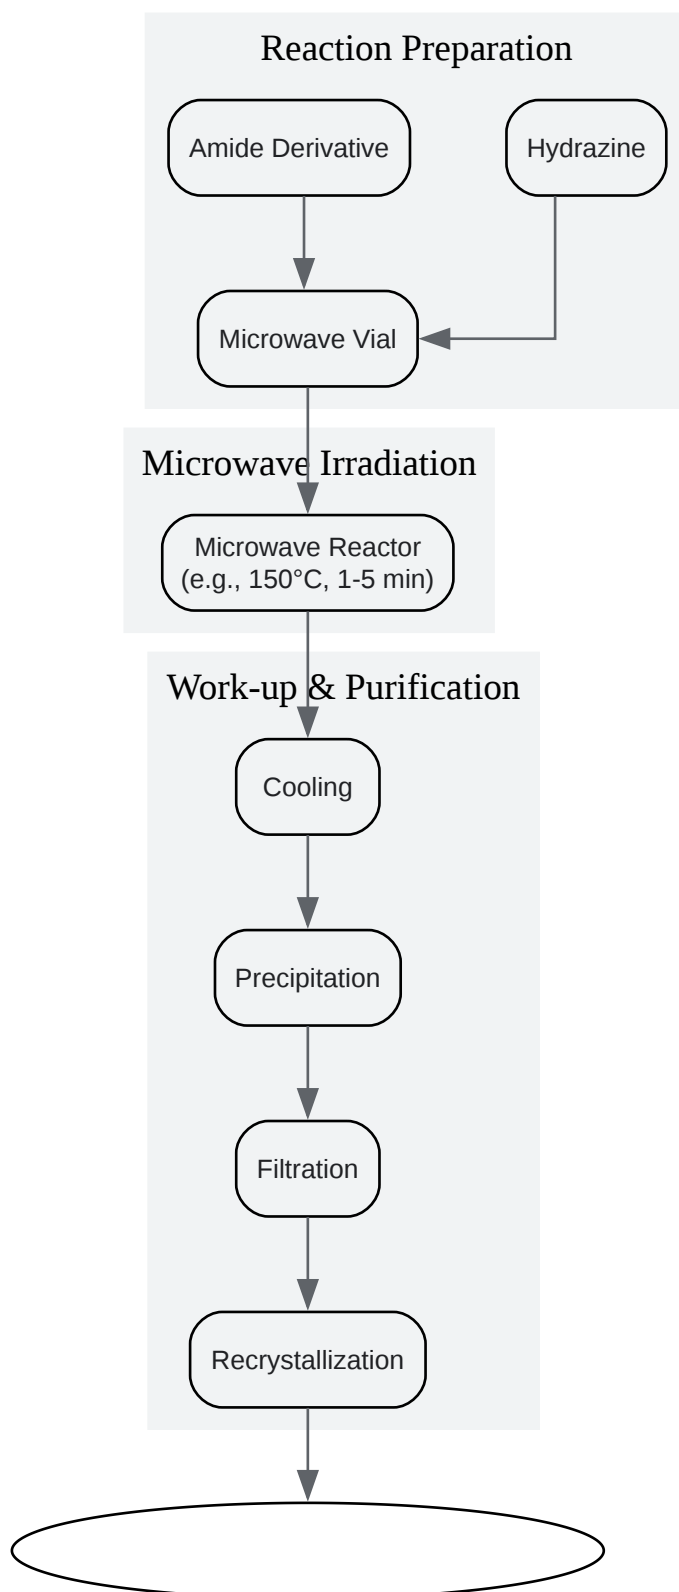 Reaction Preparation
Amide Derivative
Hydrazine
Microwave Vial
Microwave Irradiation
Microwave Reactor
(e.g., 150°C, 1-5 min)
Work-up & Purification
Cooling
Precipitation
Filtration
Recrystallization